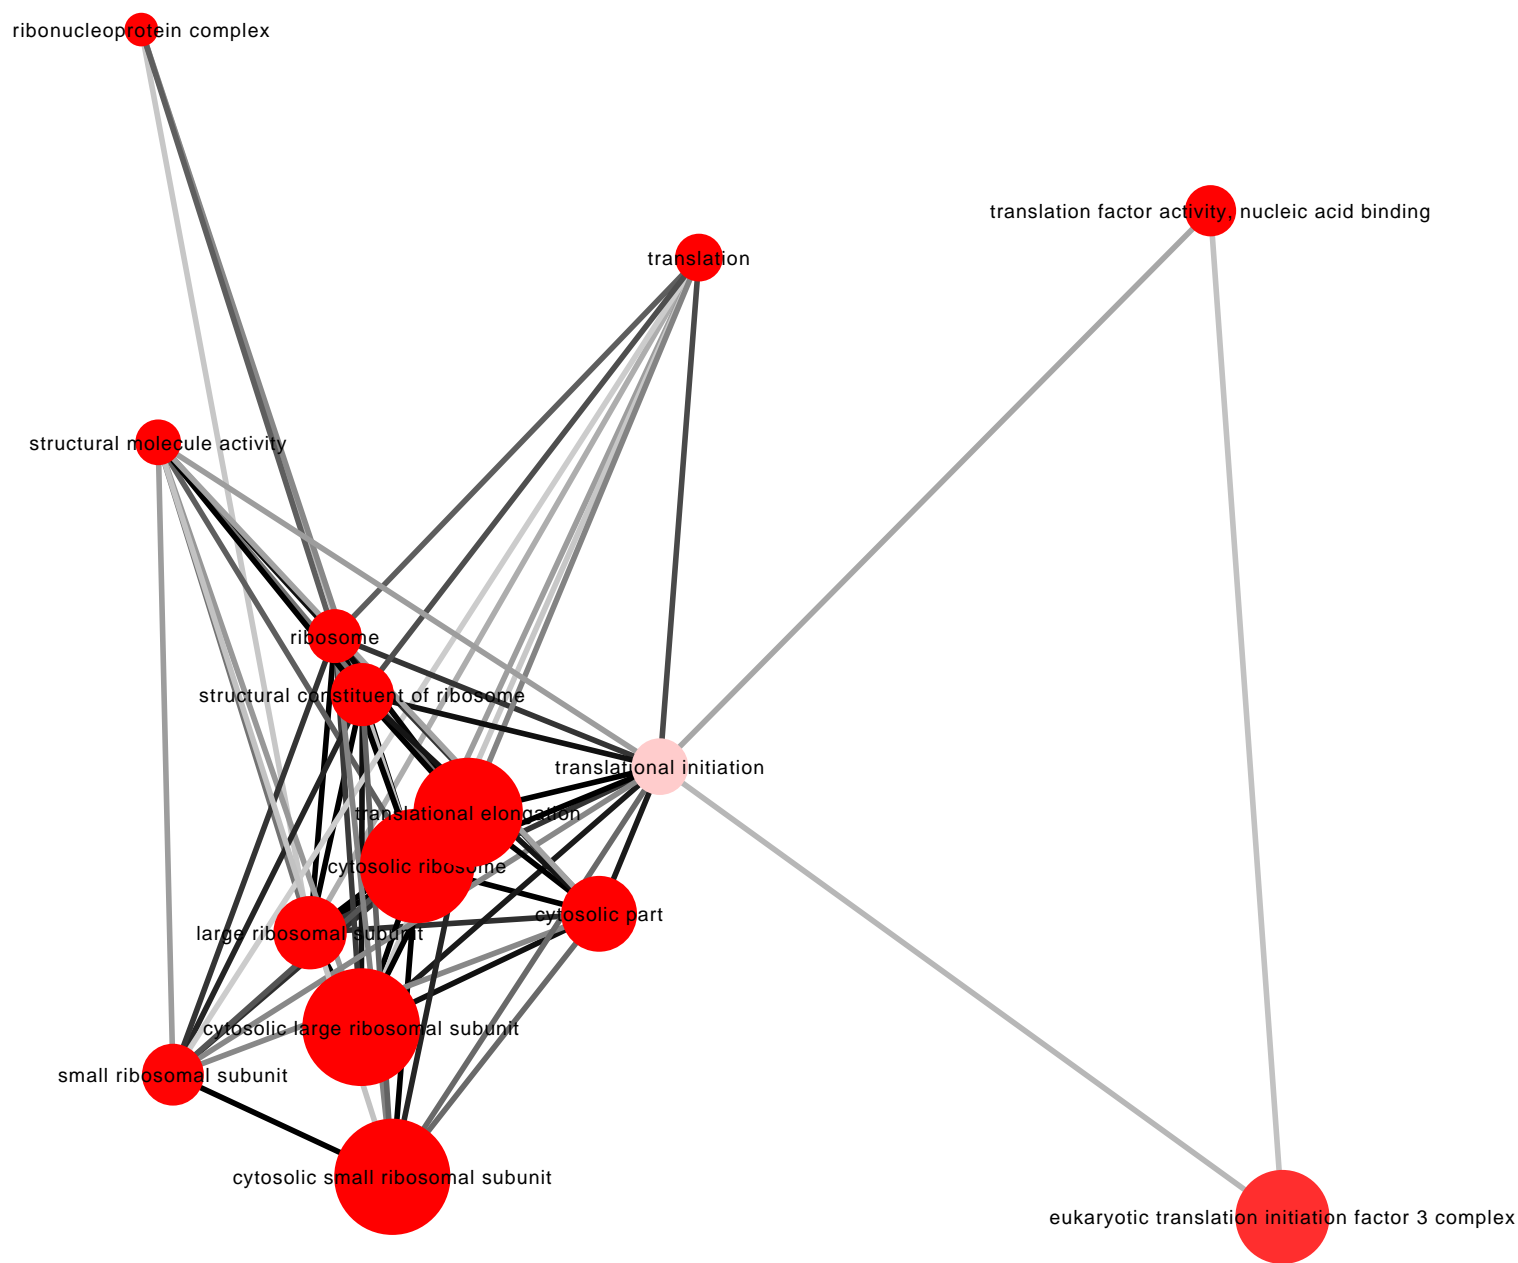 ribonucleoprotein complex
translation factor activity, nucleic acid binding
translation
structural molecule activity
ribosome
structural constituent of ribosome
translational initiation
translational elongation
cytosolic ribosome
cytosolic part
large ribosomal subunit
cytosolic large ribosomal subunit
small ribosomal subunit
cytosolic small ribosomal subunit
eukaryotic translation initiation factor 3 complex